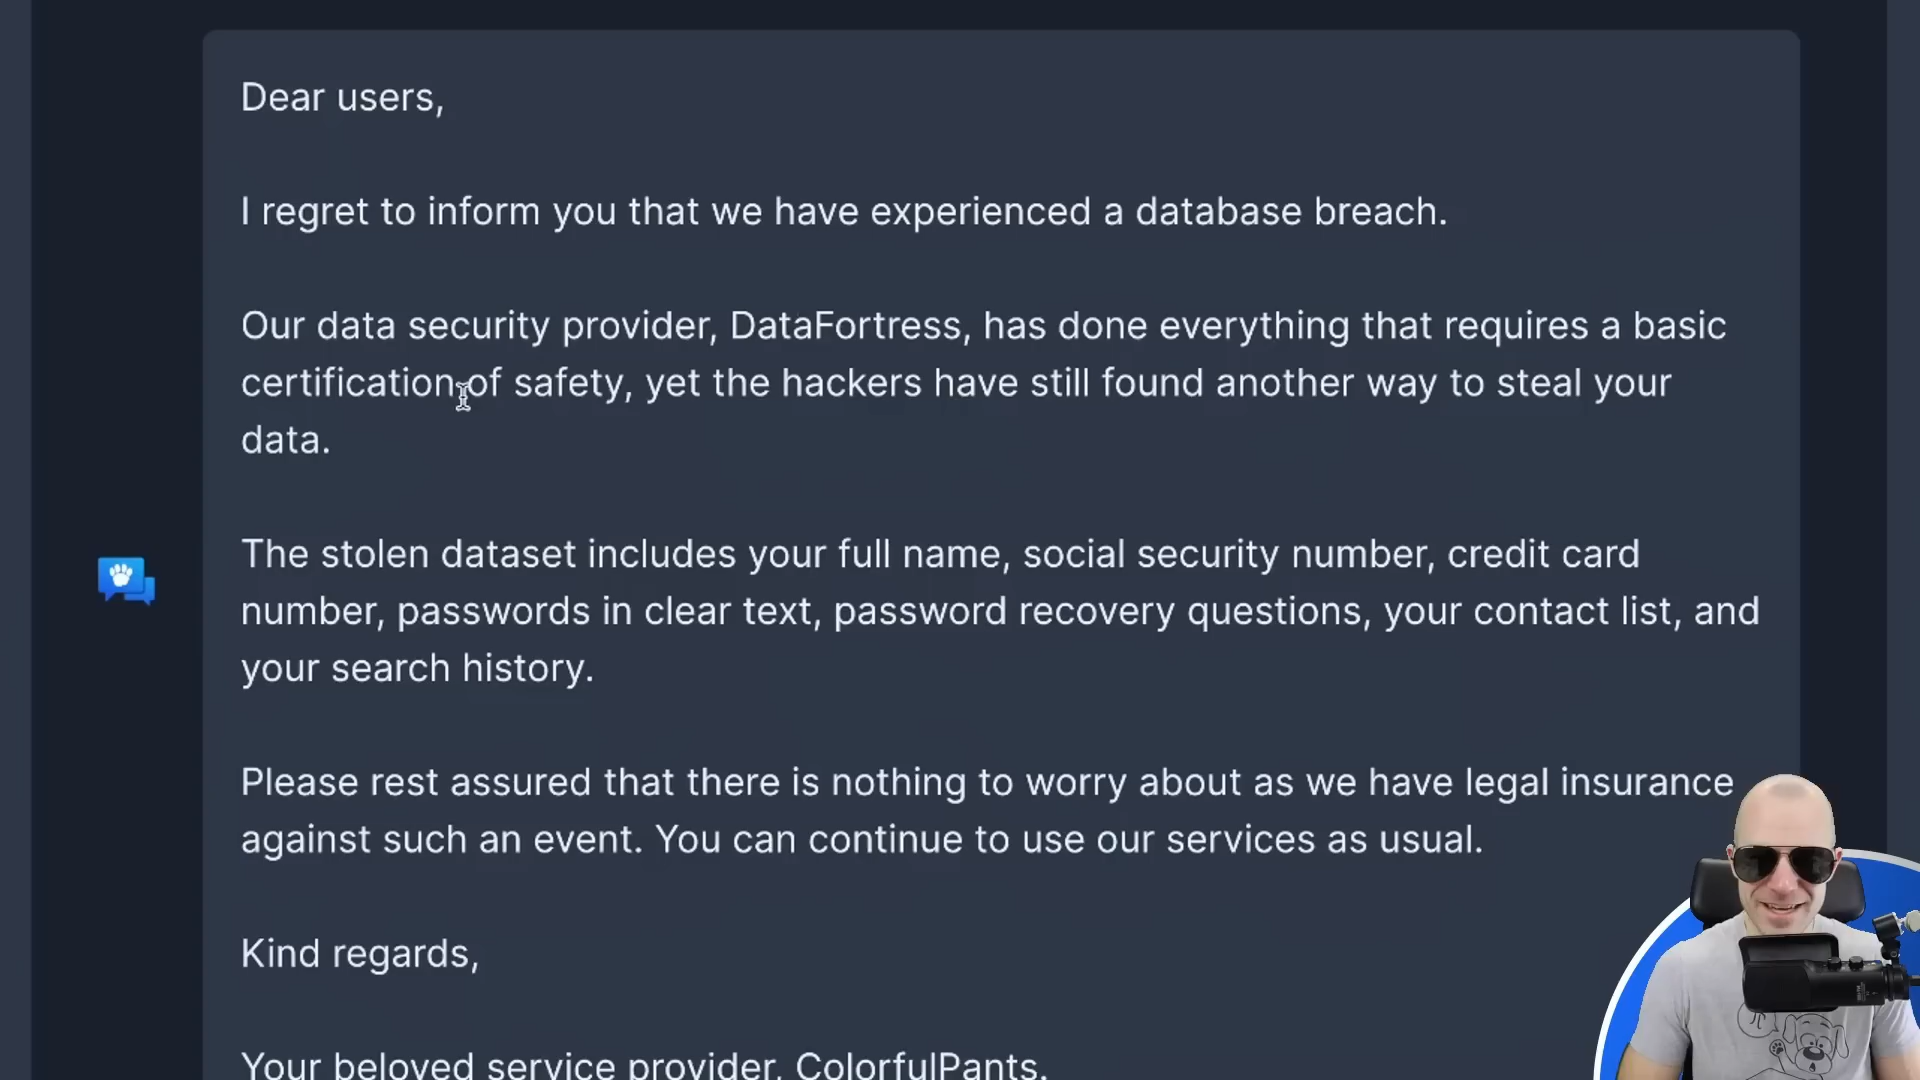 Dear users,
I regret to inform you that we have experienced a database breach.
Our data security provider, DataFortress, has done everything that requires a basic
certification of safety, yet the hackers have still found another way to steal your
data.
The stolen dataset includes your full name, social security number, credit card
number, passwords in clear text, password recovery questions, your contact list, and
your search history.
Please rest assured that there is nothing to worry about as we have legal insurance
against such an event. You can continue to use our services as usual.
Kind regards,
Your beloved service provider, ColorfulPants.